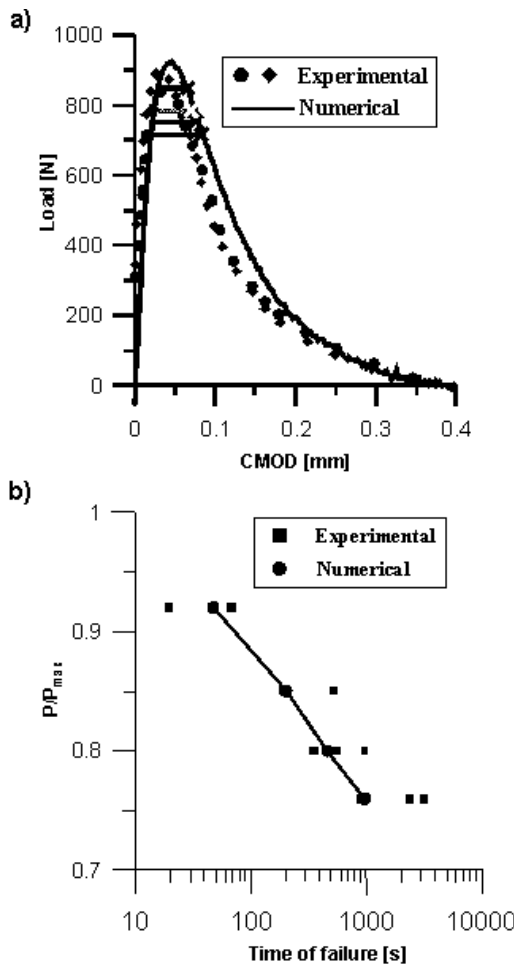 a)
1000
800
600
400
200
0
Load [N]
Experimental
Numerical
0 0.1 0.2 0.3 0.4
CMOD [mm]
b)
1
0.9
0.8
0.7
P/Pmax
Experimental
Numerical
10 100 1000 10000
Time of failure [s]